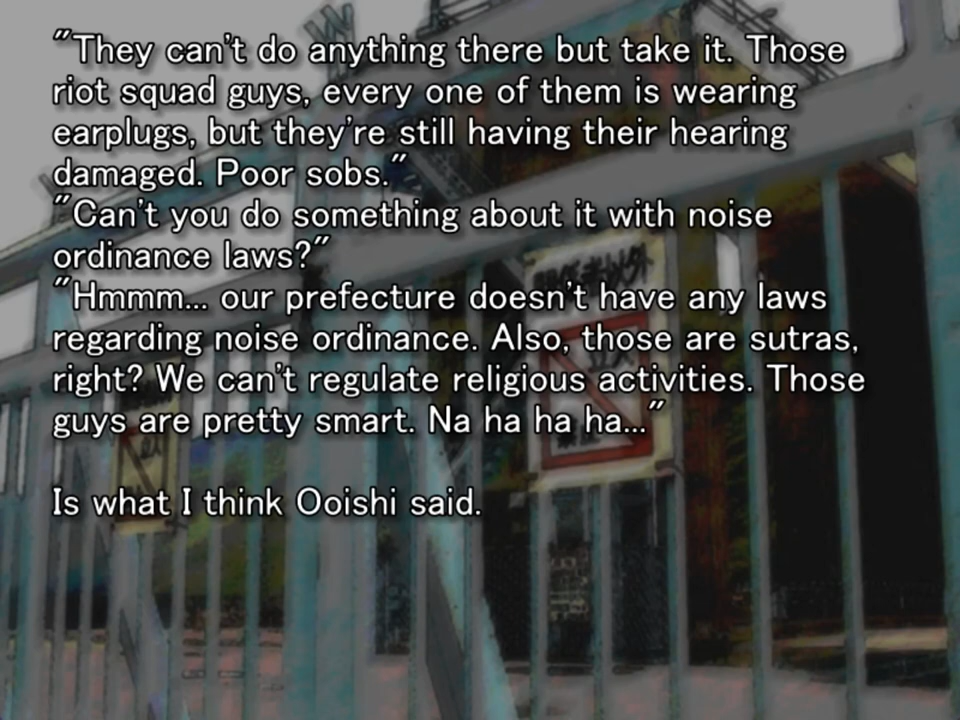 "They can't do anything there but take it. Those
riot squad guys, every one of them is wearing
earplugs, but they're still having their hearing
damaged. Poor sobs."
"Can't you do something about it with noise
ordinance laws?"
"Hmmm... our prefecture doesn't have any laws
regarding noise ordinance. Also, those are sutras,
right? We can't regulate religious activities. Those
guys are pretty smart. Na ha ha ha..."
Is what I think Ooishi said.